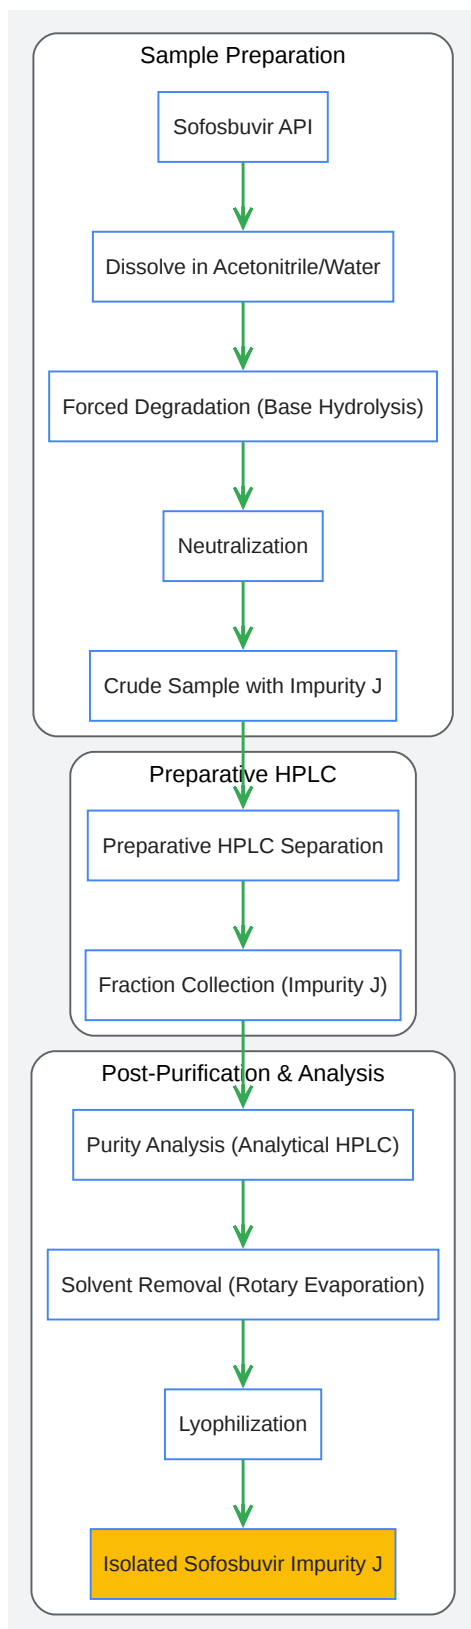 Sample Preparation
Sofosbuvir API
Dissolve in Acetonitrile/Water
Forced Degradation (Base Hydrolysis)
Neutralization
Crude Sample with Impurity J
Preparative HPLC
Preparative HPLC Separation
Fraction Collection (Impurity J)
Post-Purification & Analysis
Purity Analysis (Analytical HPLC)
Solvent Removal (Rotary Evaporation)
Lyophilization
Isolated Sofosbuvir Impurity J